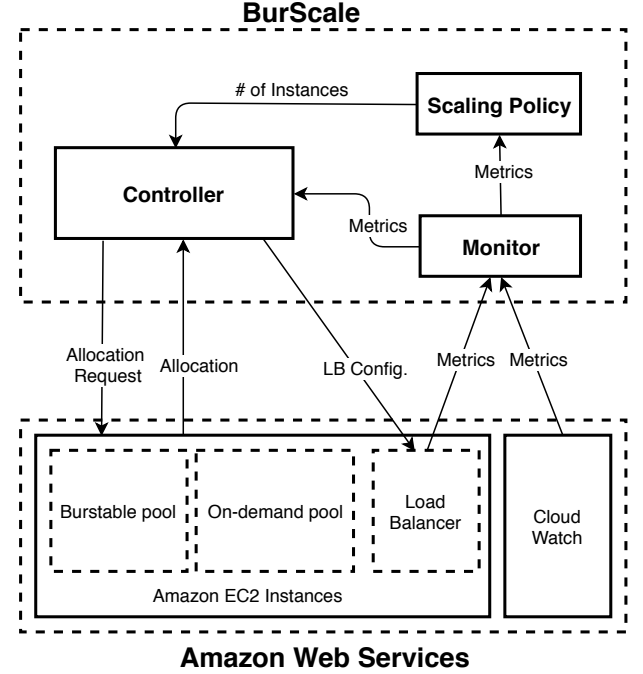 BurScale
# of Instances
Scaling Policy
Controller
Metrics
Metrics
Monitor
Allocation
Request
Allocation
LB Config.
Metrics
Metrics
Burstable pool
On-demand pool
Load
Balancer
Cloud
Watch
Amazon EC2 Instances
Amazon Web Services